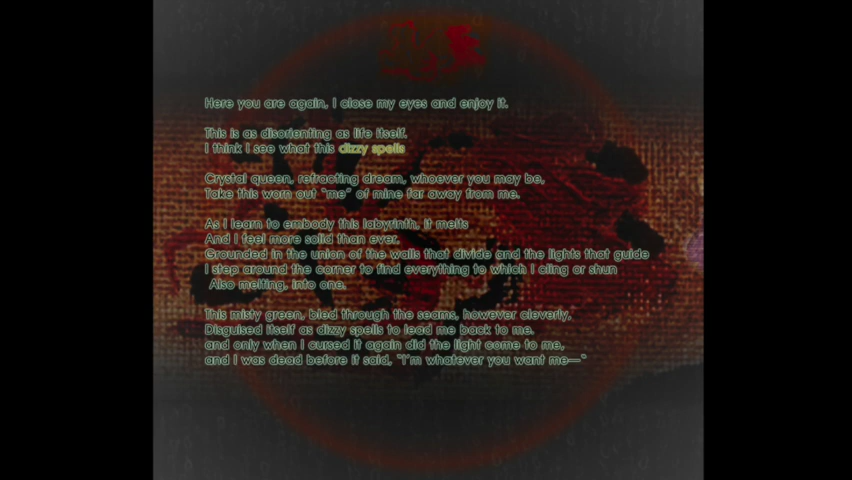 Here you are again, I close my eyes and enjoy it.
This is as disorienting as life itself.
I think I see what this dizzy spells
Crystal queen, refracting dream, whoever you may be,
Take this worn out "me" of mine far away from me.
As I learn to embody this labyrinth, it melts
And I feel more solid than ever.
Grounded in the union of the walls that divide and the lights that guide
I step around the corner to find everything to which I cling or shun
Also melting, into one.
This misty green, bled through the seams, however cleverly,
Disguised itself as dizzy spells to lead me back to me.
and only when I cursed it again did the light come to me,
and I was dead before it said, "I'm whatever you want me—"